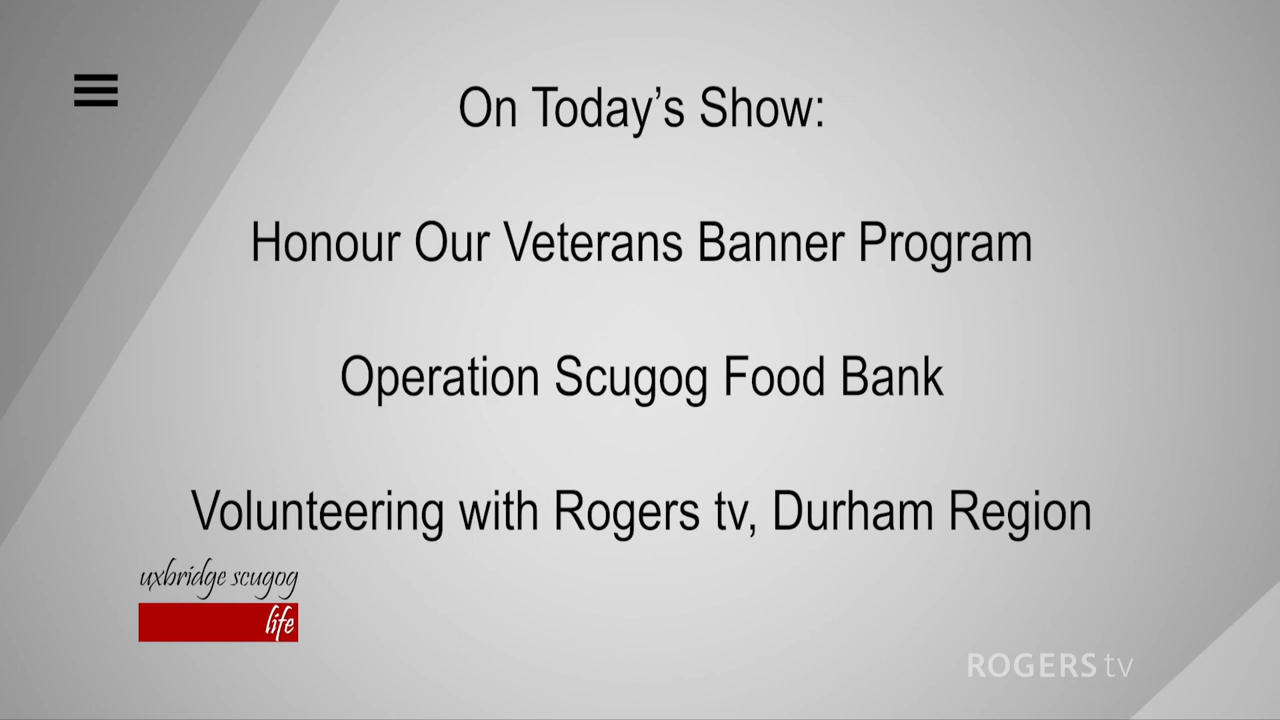 On Today’s Show:
Honour Our Veterans Banner Program
Operation Scugog Food Bank
Volunteering with Rogers tv, Durham Region
uxbridge scugog
life
ROGERS tv